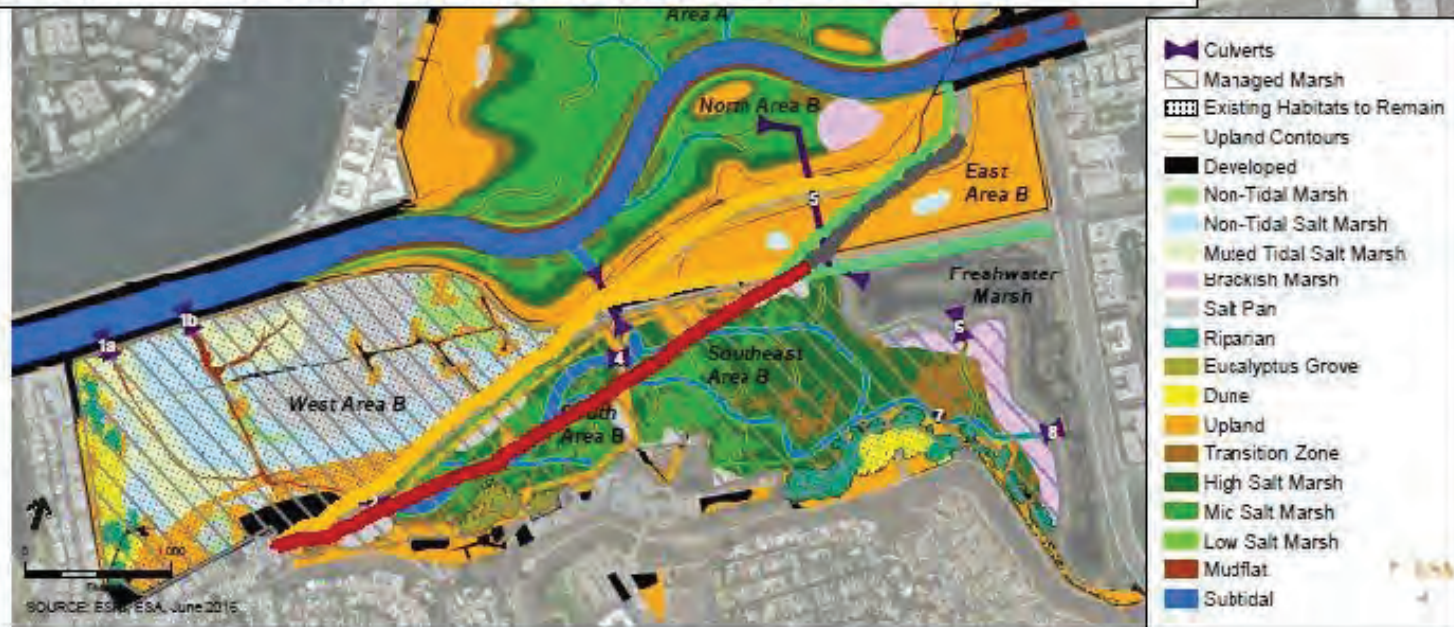 Area A
North Area B
5
East
Area B
Freshwater
Marsh
1a
1b
4
6
7
8
Southeast
Area B
South
Area B
West Area B
0
1,000
SOURCE: ESRI, ESA, June 2016
Culverts
Managed Marsh
Existing Habitats to Remain
Upland Contours
Developed
Non-Tidal Marsh
Non-Tidal Salt Marsh
Muted Tidal Salt Marsh
Brackish Marsh
Salt Pan
Riparian
Eucalyptus Grove
Dune
Upland
Transition Zone
High Salt Marsh
Mic Salt Marsh
Low Salt Marsh
Mudflat
Subtidal